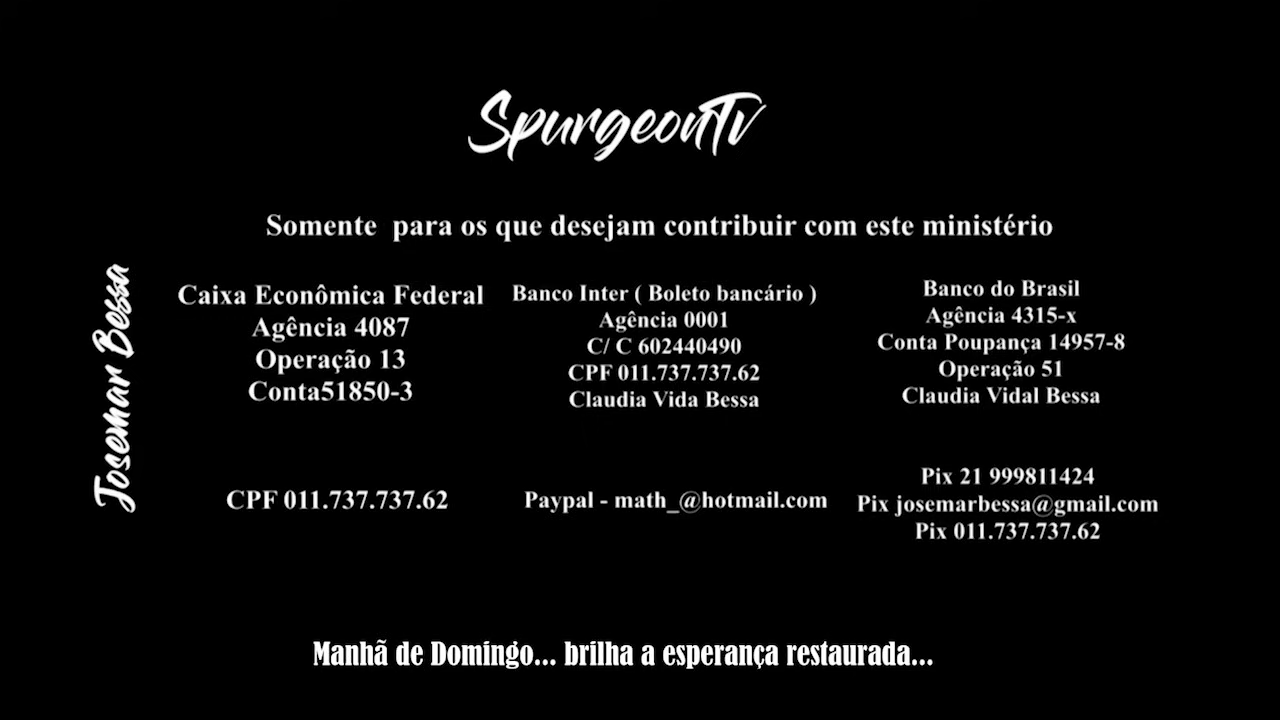 SpurgeonTv
Somente para os que desejam contribuir com este ministério
Josemar Bessa
Caixa Econômica Federal
Agência 4087
Operação 13
Conta51850-3
CPF 011.737.737.62
Banco Inter ( Boleto bancário )
Agência 0001
C/ C 602440490
CPF 011.737.737.62
Claudia Vida Bessa
Paypal - math_@hotmail.com
Banco do Brasil
Agência 4315-x
Conta Poupança 14957-8
Operação 51
Claudia Vidal Bessa
Pix 21 999811424
Pix josemarbessa@gmail.com
Pix 011.737.737.62
Manhã de Domingo... brilha a esperança restaurada...